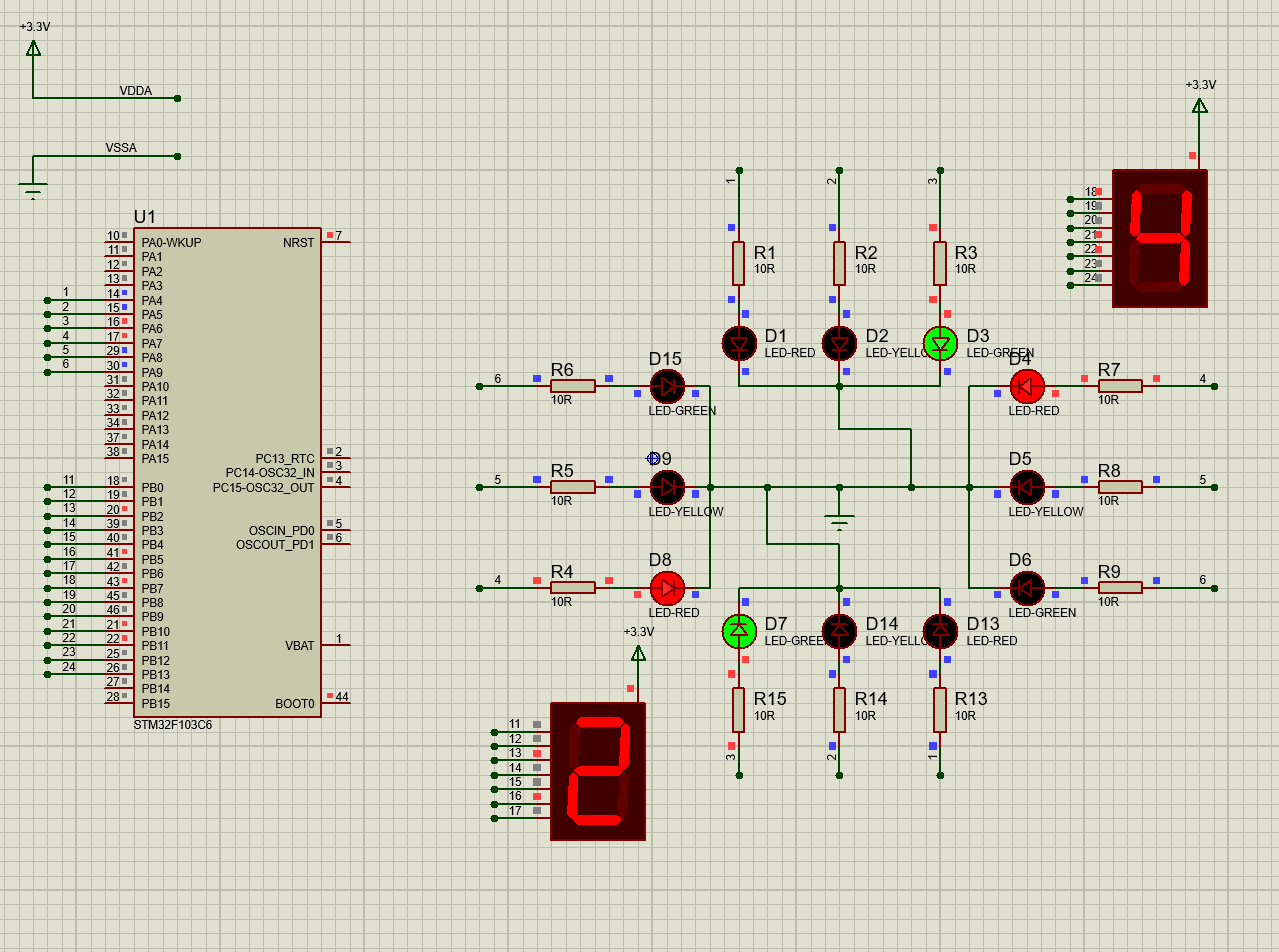 +3.3V
VDDA
VSSA
U1
10 PA0-WKUP NRST 7
11 PA1
12 PA2
13 PA3
1 14 PA4
2 15 PA5
3 16 PA6
4 17 PA7
5 29 PA8
6 30 PA9
31 PA10
32 PA11
33 PA12
34 PA13
37 PA14
38 PA15 PC13_RTC 2
PC14-OSC32_IN 3
11 18 PB0 PC15-OSC32_OUT 4
12 19 PB1
13 20 PB2
14 39 PB3 OSCIN_PD0 5
15 40 PB4 OSCOUT_PD1 6
16 41 PB5
17 42 PB6
18 43 PB7
19 45 PB8
20 46 PB9
21 21 PB10
22 22 PB11 VBAT 1
23 25 PB12
24 26 PB13
27 PB14
28 PB15 BOOT0 44
STM32F103C6
1 2 3
R1 10R
R2 10R
R3 10R
D1 LED-RED
D2 LED-YELLO
D3 LED-GREEN
6 R6 10R
D15 LED-GREEN
5 R5 10R
D9 LED-YELLOW
4 R4 10R
D8 LED-RED
D4 LED-RED
R7 10R 4
D5 LED-YELLOW
R8 10R 5
D6 LED-GREEN
R9 10R 6
D7 LED-GREE
D14 LED-YELLO
D13 LED-RED
R15 10R
R14 10R
R13 10R
3 2 1
+3.3V
18
19
20
21
22
23
24
4
+3.3V
11
12
13
14
15
16
17
2